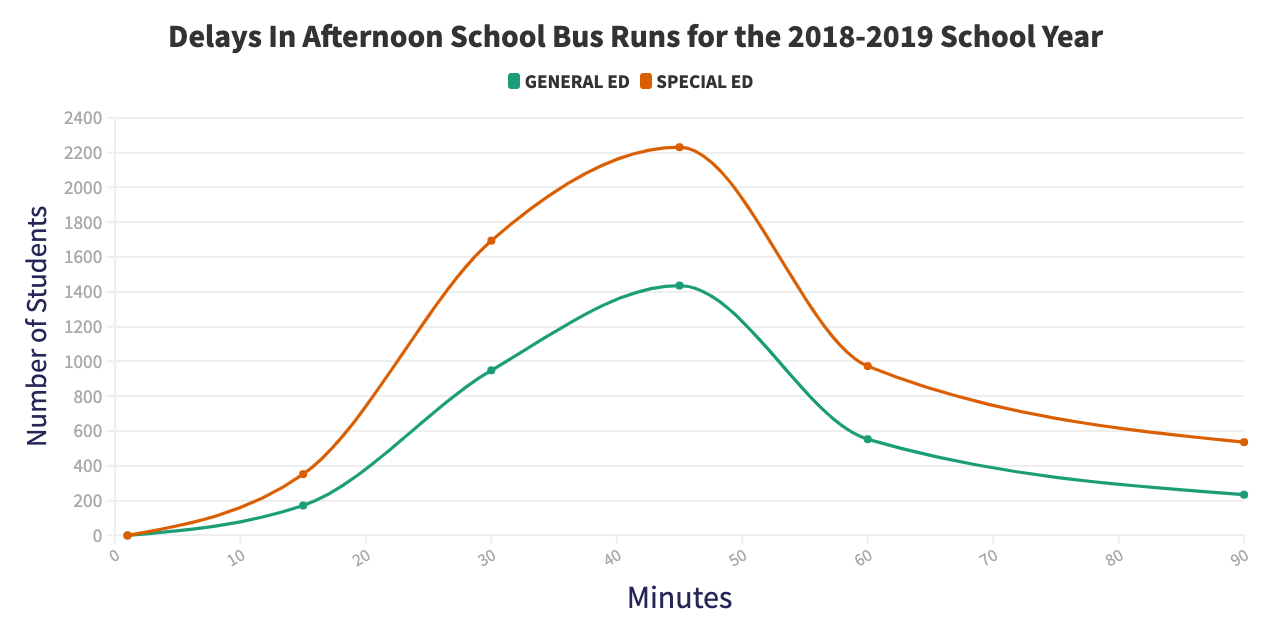 Delays In Afternoon School Bus Runs for the 2018-2019 School Year
GENERAL ED SPECIAL ED
2400
2200
2000
1800
1600
1400
1200
1000
800
600
400
200
0
Number of Students
0 10 20 30 40 50 60 70 80 90
Minutes